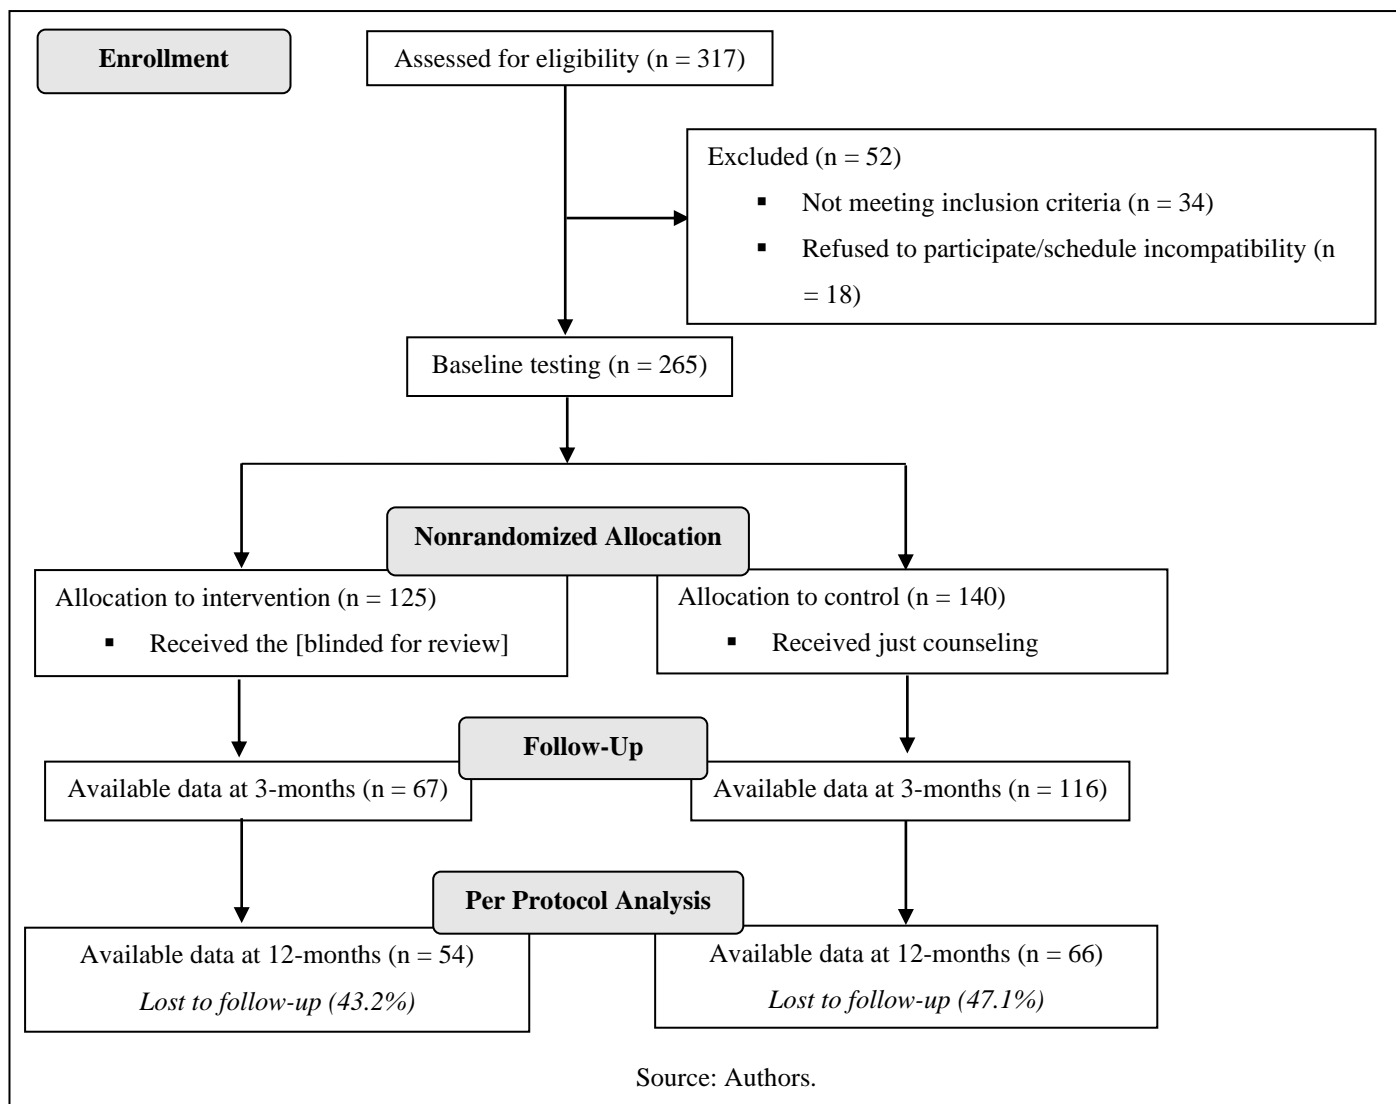 Enrollment
Assessed for eligibility (n = 317)
Excluded (n = 52)
▪ Not meeting inclusion criteria (n = 34)
▪ Refused to participate/schedule incompatibility (n
= 18)
Baseline testing (n = 265)
Nonrandomized Allocation
Allocation to intervention (n = 125)
▪ Received the [blinded for review]
Allocation to control (n = 140)
▪ Received just counseling
Follow-Up
Available data at 3-months (n = 67)
Available data at 3-months (n = 116)
Per Protocol Analysis
Available data at 12-months (n = 54)
Lost to follow-up (43.2%)
Available data at 12-months (n = 66)
Lost to follow-up (47.1%)
Source: Authors.